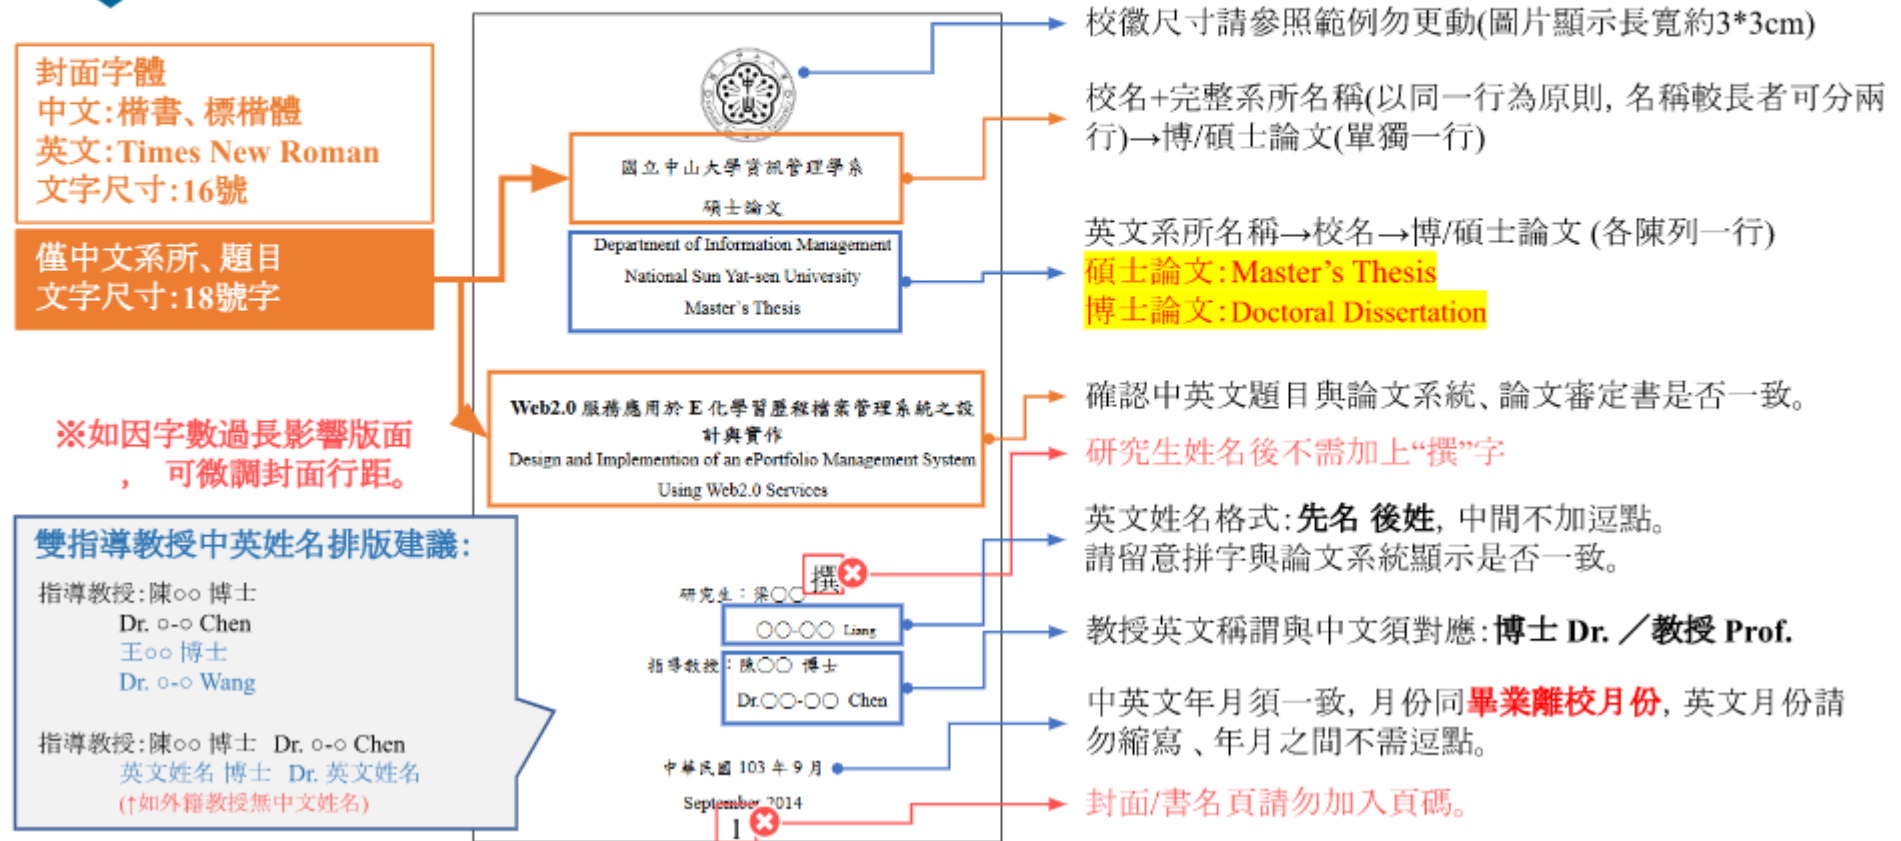 封面字體
中文:楷書、標楷體
英文:Times New Roman
文字尺寸:16號
僅中文系所、題目
文字尺寸:18號字
※如因字數過長影響版面
， 可微調封面行距。
雙指導教授中英姓名排版建議:
指導教授:陳○○ 博士
Dr. ○-○ Chen
王○○ 博士
Dr. ○-○ Wang
指導教授:陳○○ 博士 Dr. ○-○ Chen
英文姓名 博士 Dr. 英文姓名
(↑如外籍教授無中文姓名)
國立中山大學資訊管理學系
碩士論文
Department of Information Management
National Sun Yat-sen University
Master's Thesis
Web2.0 服務應用於 E 化學習歷程檔案管理系統之設
計與實作
Design and Implemention of an ePortfolio Management System
Using Web2.0 Services
撰
研究生：梁○○
○○-○○ Liang
指導教授：陳○○ 博士
Dr.○○-○○ Chen
中華民國 103 年 9 月
September 2014
1
校徽尺寸請參照範例勿更動(圖片顯示長寬約3*3cm)
校名+完整系所名稱(以同一行為原則, 名稱較長者可分兩
行)→博/碩士論文(單獨一行)
英文系所名稱→校名→博/碩士論文 (各陳列一行)
碩士論文:Master's Thesis
博士論文:Doctoral Dissertation
確認中英文題目與論文系統、論文審定書是否一致。
研究生姓名後不需加上“撰”字
英文姓名格式:先名 後姓, 中間不加逗點。
請留意拼字與論文系統顯示是否一致。
教授英文稱謂與中文須對應:博士 Dr. ／教授 Prof.
中英文年月須一致, 月份同畢業離校月份, 英文月份請
勿縮寫 、年月之間不需逗點。
封面/書名頁請勿加入頁碼。